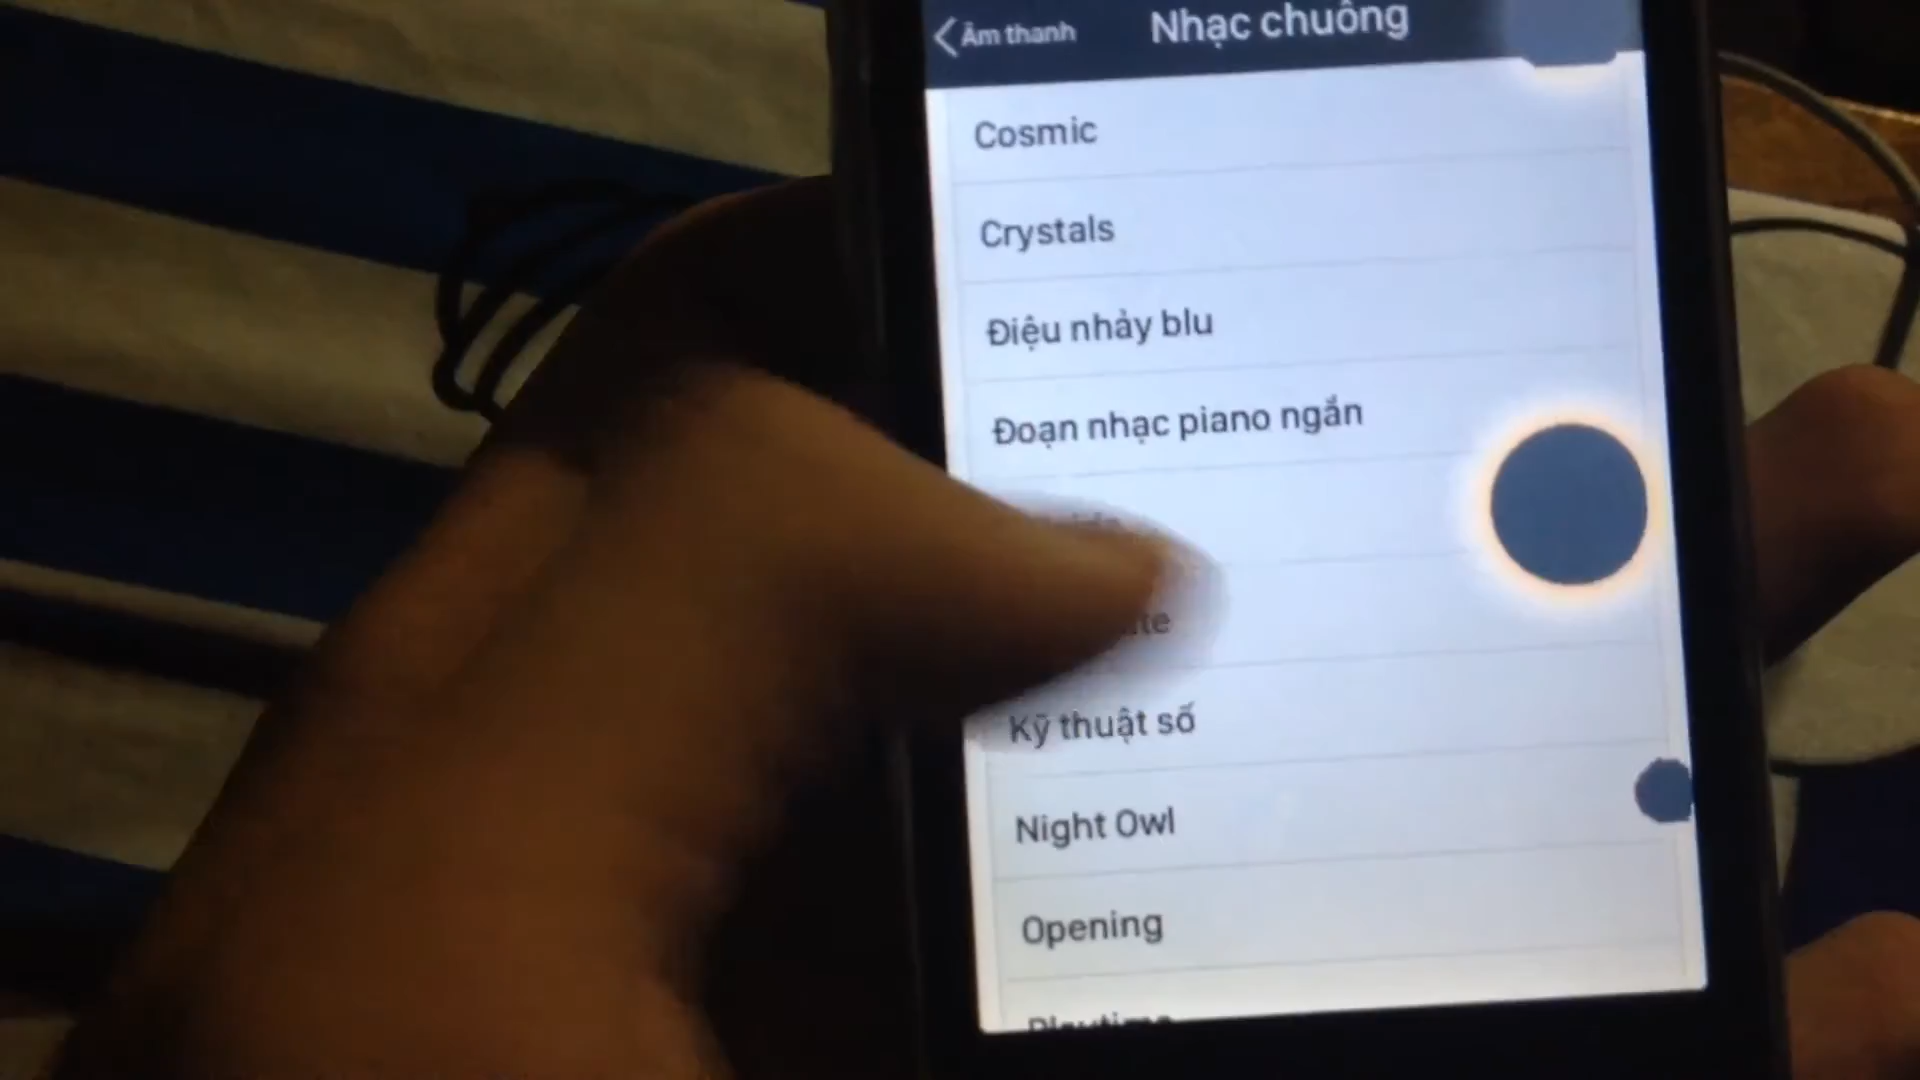 Âm thanh
Nhạc chuông
Cosmic
Crystals
Điệu nhảy blu
Đoạn nhạc piano ngắn
Kỹ thuật số
Night Owl
Opening
Playtime